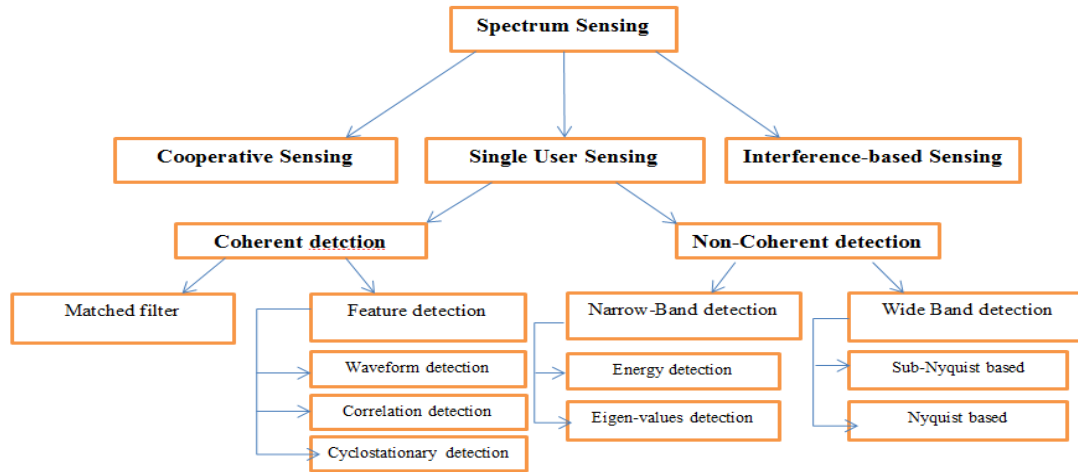 Spectrum Sensing
Cooperative Sensing
Single User Sensing
Interference-based Sensing
Coherent detction
Non-Coherent detection
Matched filter
Feature detection
Narrow-Band detection
Wide Band detection
Waveform detection
Energy detection
Sub-Nyquist based
Correlation detection
Eigen-values detection
Nyquist based
Cyclostationary detection